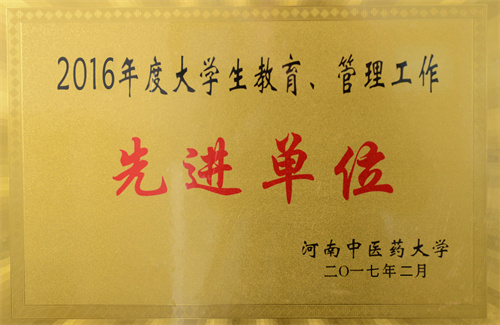 2016年度大学生教育、管理工作
先进单位
河南中医药大学
二〇一七年二月